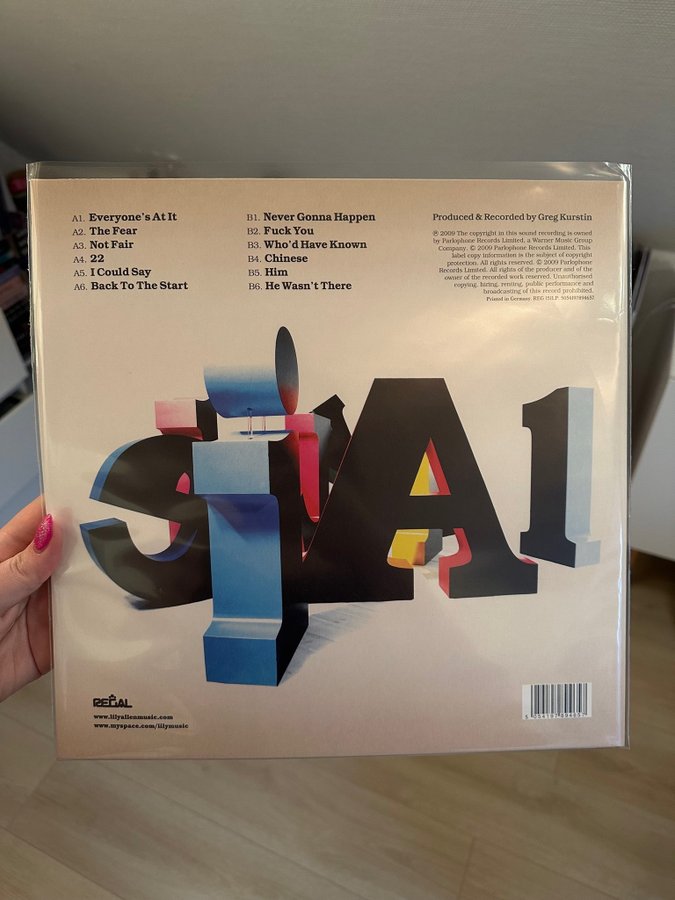 A1. Everyone's At It
A2. The Fear
A3. Not Fair
A4. 22
A5. I Could Say
A6. Back To The Start
B1. Never Gonna Happen
B2. Fuck You
B3. Who'd Have Known
B4. Chinese
B5. Him
B6. He Wasn't There
Produced & Recorded by Greg Kurstin
℗ 2009 The copyright in this sound recording is owned
by Parlophone Records Limited, a Warner Music Group
Company. © 2009 Parlophone Records Limited. This
label copy information is the subject of copyright
protection. All rights reserved. © 2009 Parlophone
Records Limited. All rights of the producer and of the
owner of the recorded work reserved. Unauthorised
copying, hiring, renting, public performance and
broadcasting of this record prohibited.
Printed in Germany. REG 151LP.
REGAL
www.lilyallenmusic.com
www.myspace.com/lilymusic